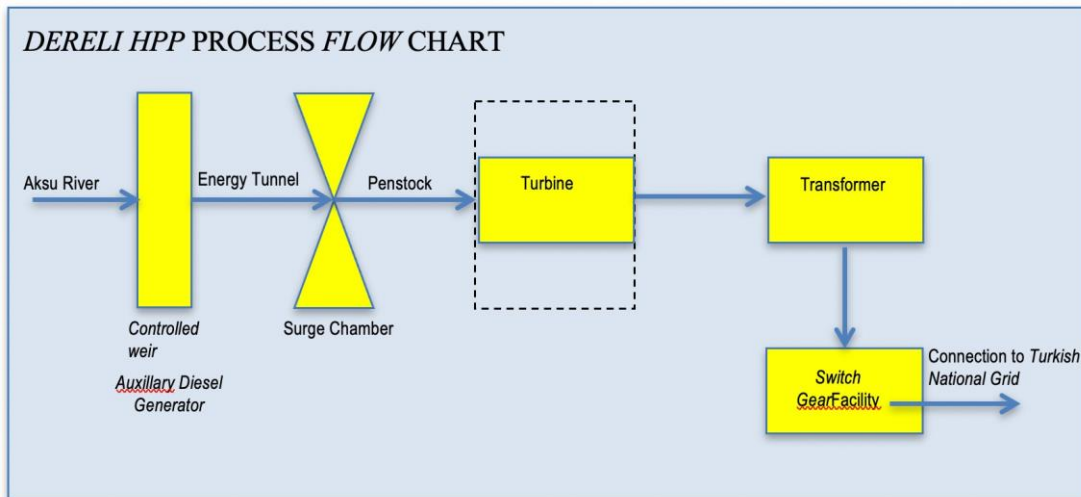 DERELI HPP PROCESS FLOW CHART
Aksu River
Energy Tunnel
Penstock
Turbine
Transformer
Controlled
weir
Auxillary Diesel
Generator
Surge Chamber
Switch
GearFacility
Connection to Turkish
National Grid